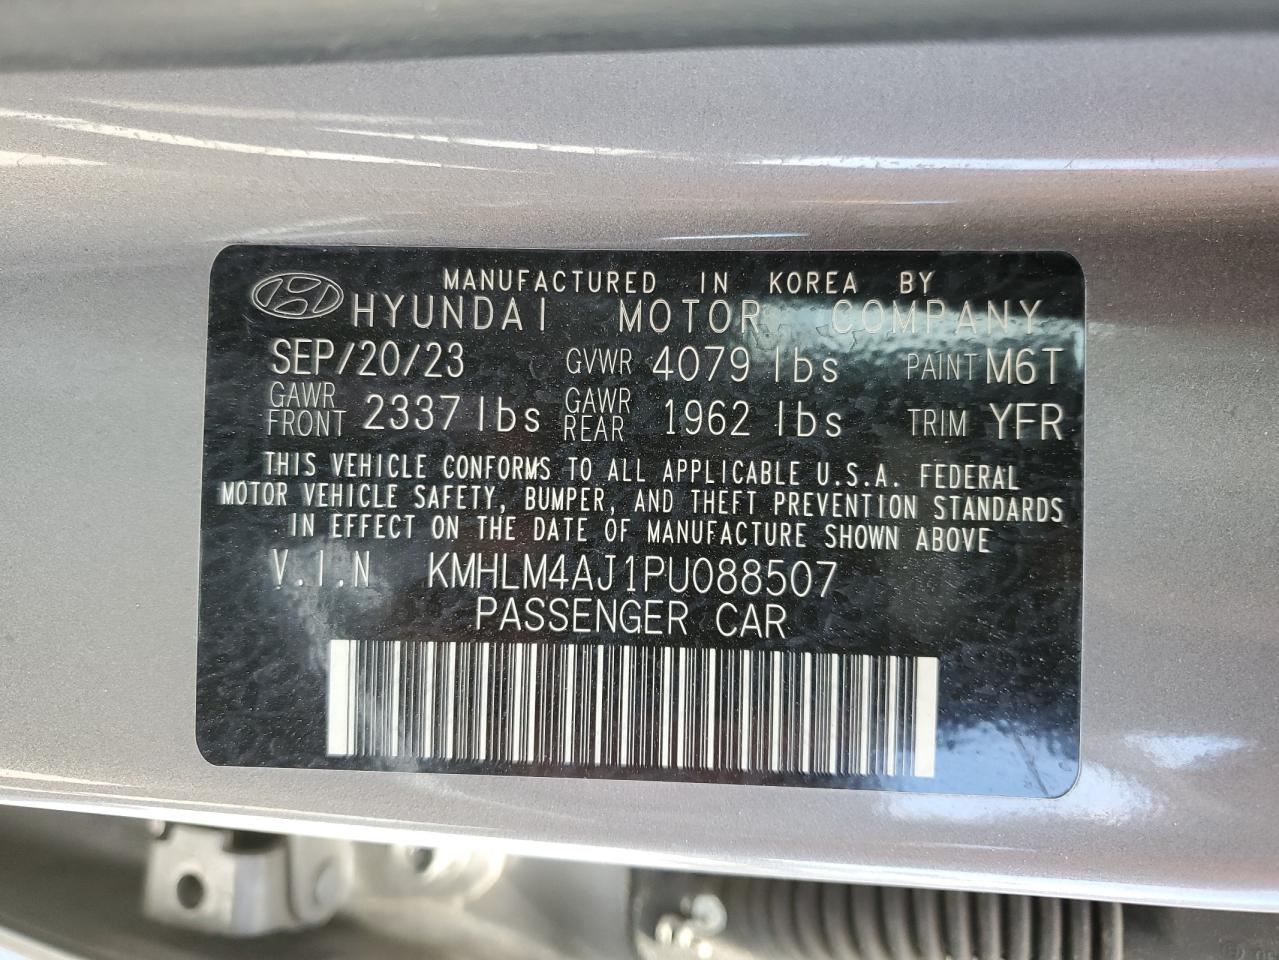 MANUFACTURED IN KOREA BY
HYUNDAI MOTOR COMPANY
SEP/20/23 GVWR 4079 lbs PAINT M6T
GAWR FRONT 2337 lbs GAWR REAR 1962 lbs TRIM YFR
THIS VEHICLE CONFORMS TO ALL APPLICABLE U.S.A. FEDERAL
MOTOR VEHICLE SAFETY, BUMPER, AND THEFT PREVENTION STANDARDS
IN EFFECT ON THE DATE OF MANUFACTURE SHOWN ABOVE
V.I.N KMHLM4AJ1PU088507
PASSENGER CAR